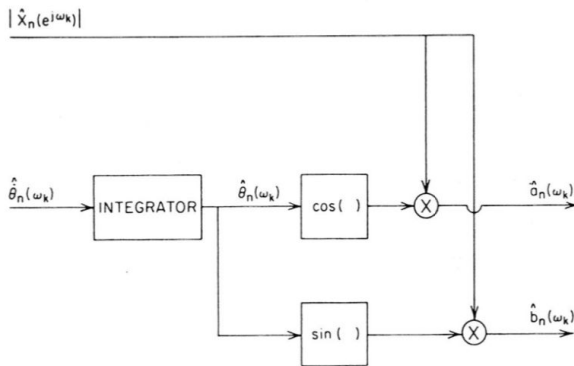 |X̂ₙ(e^{jωₖ})|
θ̇̂ₙ(ωₖ)
INTEGRATOR
θ̂ₙ(ωₖ)
cos( )
X
âₙ(ωₖ)
sin( )
X
b̂ₙ(ωₖ)